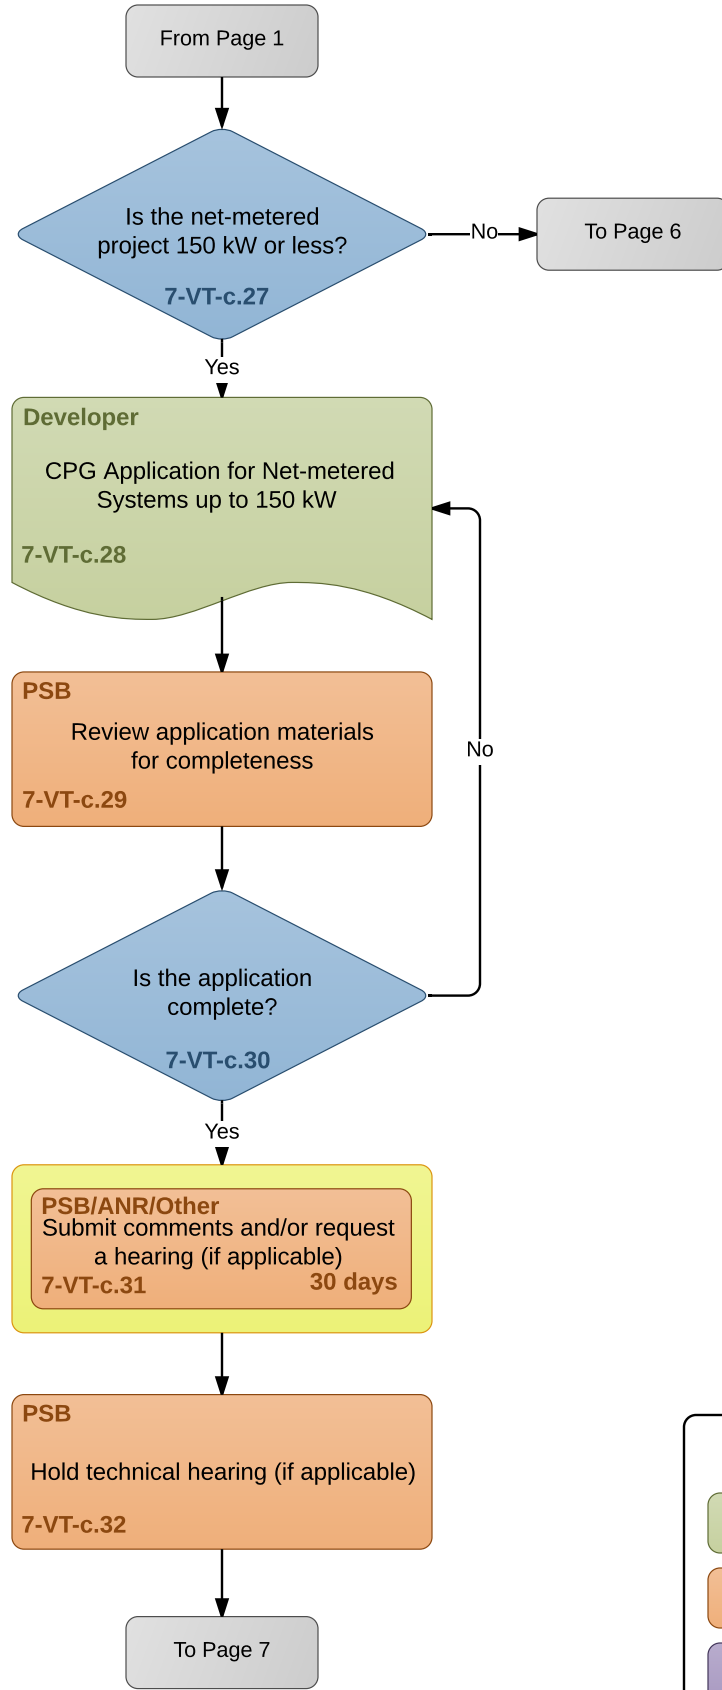 From Page 1
Is the net-metered
project 150 kW or less?
7-VT-c.27
No
To Page 6
Yes
Developer
CPG Application for Net-metered
Systems up to 150 kW
7-VT-c.28
PSB
Review application materials
for completeness
7-VT-c.29
No
Is the application
complete?
7-VT-c.30
Yes
PSB/ANR/Other
Submit comments and/or request
a hearing (if applicable)
7-VT-c.31
30 days
PSB
Hold technical hearing (if applicable)
7-VT-c.32
To Page 7